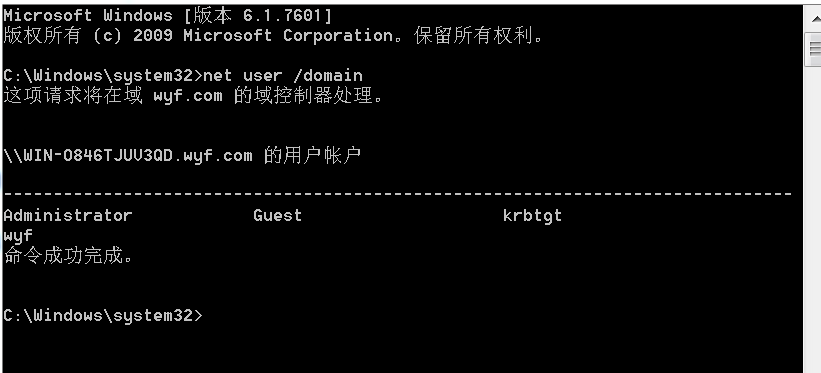 Microsoft Windows [版本 6.1.7601]
版权所有 (c) 2009 Microsoft Corporation。保留所有权利。
C:\Windows\system32>net user /domain
这项请求将在域 wyf.com 的域控制器处理。
\\WIN-O846TJUV3QD.wyf.com 的用户帐户
-------------------------------------------------------------------------------
Administrator Guest krbtgt
wyf
命令成功完成。
C:\Windows\system32>